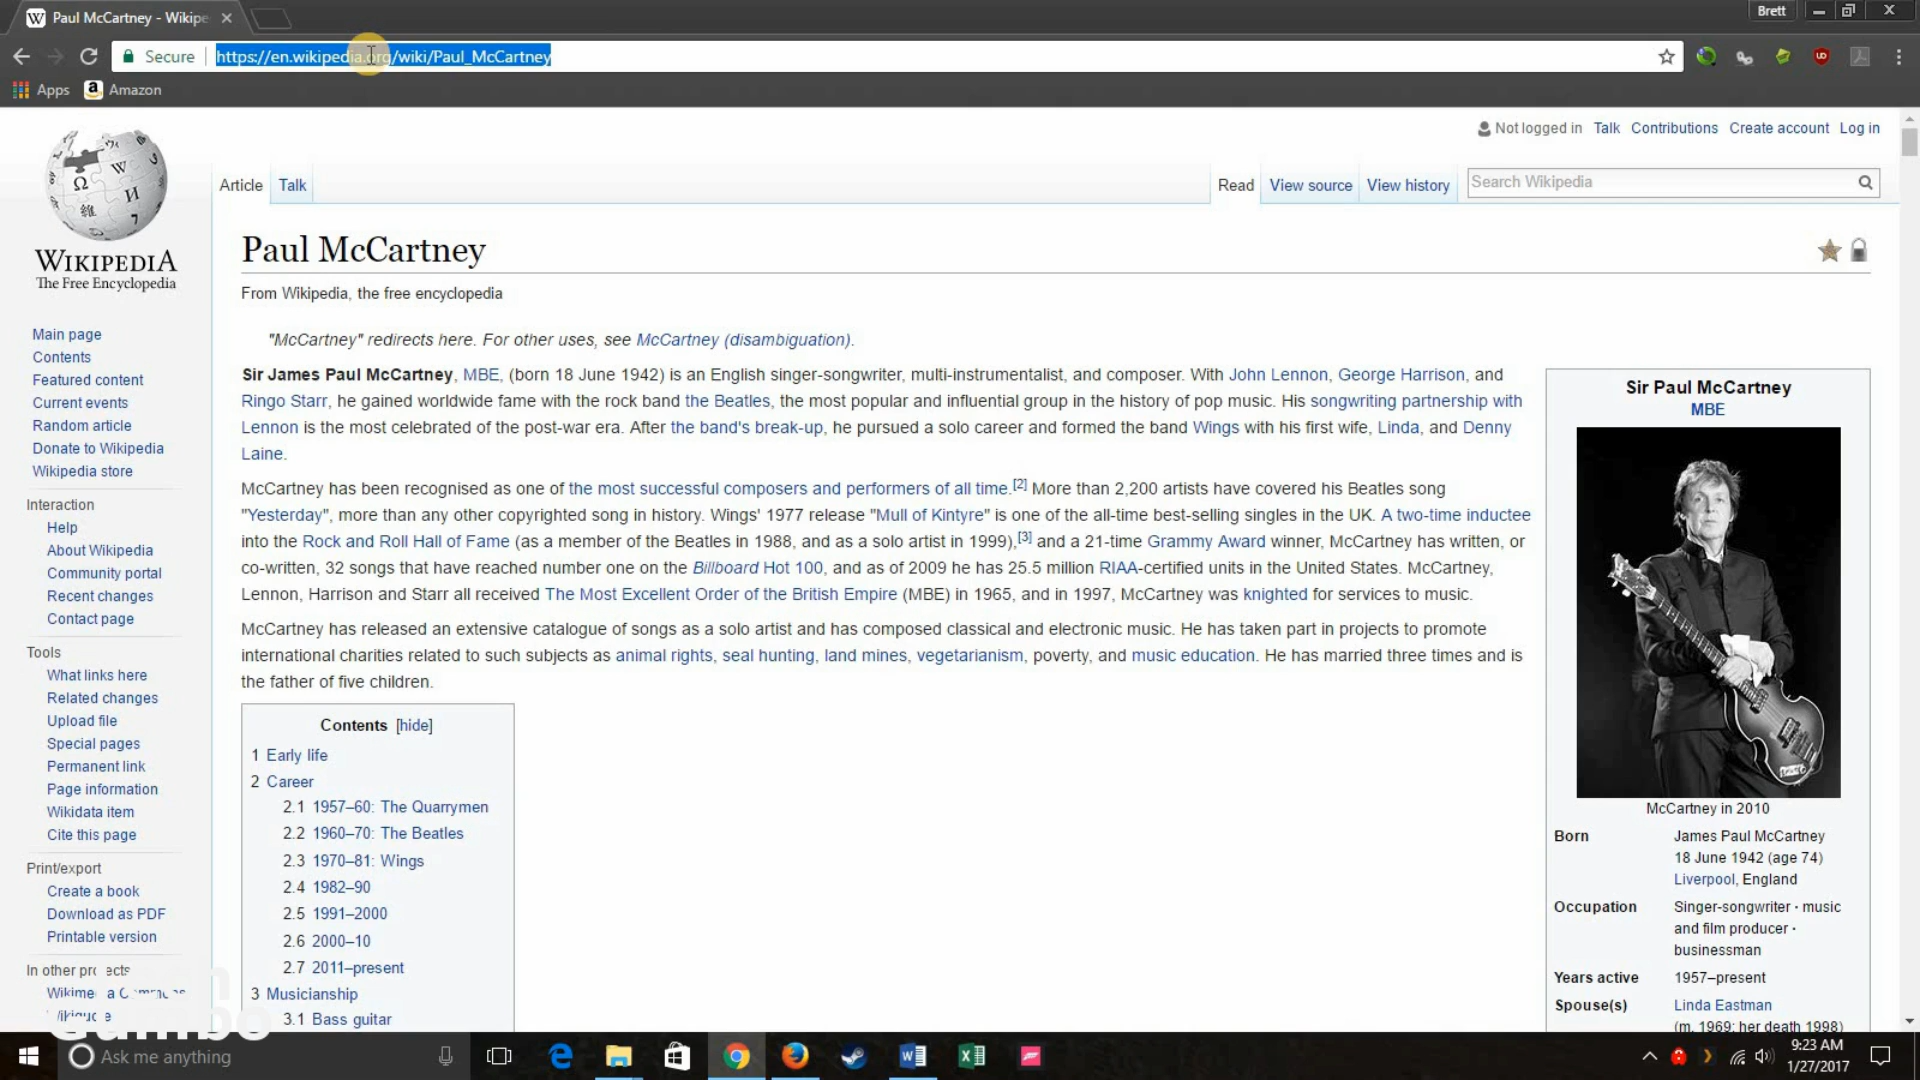 Paul McCartney - Wikipe
Brett
Secure
https://en.wikipedia.org/wiki/Paul_McCartney
Apps
Amazon
Not logged in Talk Contributions Create account Log in
Article Talk
Read View source View history
Search Wikipedia
WIKIPEDIA
The Free Encyclopedia
Main page
Contents
Featured content
Current events
Random article
Donate to Wikipedia
Wikipedia store
Interaction
Help
About Wikipedia
Community portal
Recent changes
Contact page
Tools
What links here
Related changes
Upload file
Special pages
Permanent link
Page information
Wikidata item
Cite this page
Print/export
Create a book
Download as PDF
Printable version
In other projects
Paul McCartney
From Wikipedia, the free encyclopedia
"McCartney" redirects here. For other uses, see McCartney (disambiguation).
Sir James Paul McCartney, MBE, (born 18 June 1942) is an English singer-songwriter, multi-instrumentalist, and composer. With John Lennon, George Harrison, and
Ringo Starr, he gained worldwide fame with the rock band the Beatles, the most popular and influential group in the history of pop music. His songwriting partnership with
Lennon is the most celebrated of the post-war era. After the band's break-up, he pursued a solo career and formed the band Wings with his first wife, Linda, and Denny
Laine.
McCartney has been recognised as one of the most successful composers and performers of all time.[2] More than 2,200 artists have covered his Beatles song
"Yesterday", more than any other copyrighted song in history. Wings' 1977 release "Mull of Kintyre" is one of the all-time best-selling singles in the UK. A two-time inductee
into the Rock and Roll Hall of Fame (as a member of the Beatles in 1988, and as a solo artist in 1999),[3] and a 21-time Grammy Award winner, McCartney has written, or
co-written, 32 songs that have reached number one on the Billboard Hot 100, and as of 2009 he has 25.5 million RIAA-certified units in the United States. McCartney,
Lennon, Harrison and Starr all received The Most Excellent Order of the British Empire (MBE) in 1965, and in 1997, McCartney was knighted for services to music.
McCartney has released an extensive catalogue of songs as a solo artist and has composed classical and electronic music. He has taken part in projects to promote
international charities related to such subjects as animal rights, seal hunting, land mines, vegetarianism, poverty, and music education. He has married three times and is
the father of five children.
Contents [hide]
1 Early life
2 Career
2.1 1957–60: The Quarrymen
2.2 1960–70: The Beatles
2.3 1970–81: Wings
2.4 1982–90
2.5 1991–2000
2.6 2000–10
2.7 2011–present
3 Musicianship
3.1 Bass guitar
Sir Paul McCartney
MBE
McCartney in 2010
Born James Paul McCartney
18 June 1942 (age 74)
Liverpool, England
Occupation Singer-songwriter · music
and film producer ·
businessman
Years active 1957–present
Spouse(s) Linda Eastman
(m. 1969; her death 1998)
Ask me anything
9:23 AM
1/27/2017